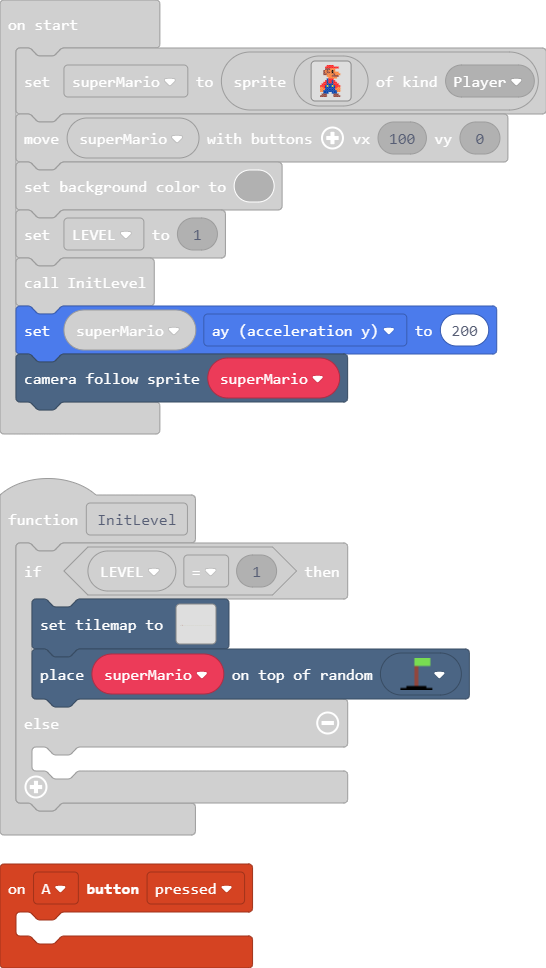 on start
set superMario to sprite of kind Player
move superMario with buttons vx 100 vy 0
set background color to
set LEVEL to 1
call InitLevel
set superMario ay (acceleration y) to 200
camera follow sprite superMario
function InitLevel
if LEVEL = 1 then
set tilemap to
place superMario on top of random
else
on A button pressed